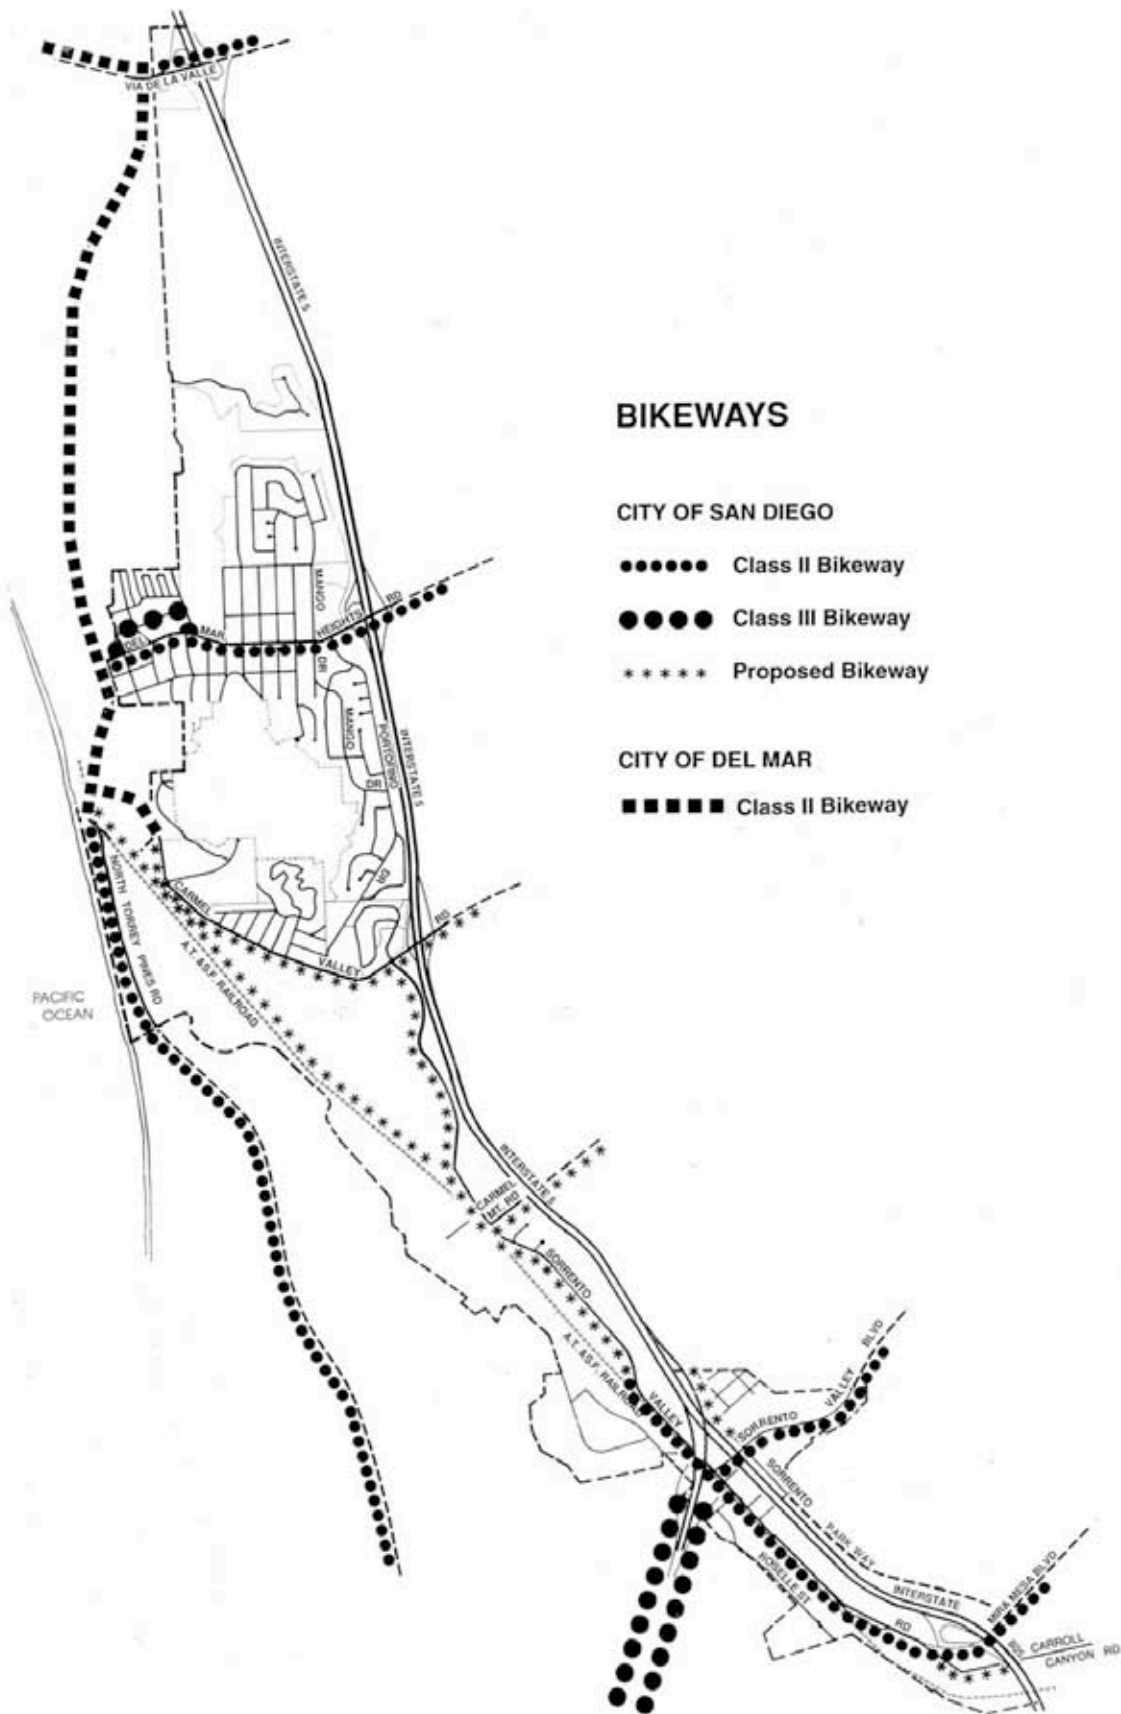 VIA DE LA VALLE
INTERSTATE 5
BIKEWAYS
CITY OF SAN DIEGO
Class II Bikeway
Class III Bikeway
Proposed Bikeway
CITY OF DEL MAR
Class II Bikeway
MANGO
DR
DEL
MAR
HEIGHTS
RD
MANGO
DR
PORTOFINO
DR
INTERSTATE 5
NORTH TORREY PINES RD
CARMEL
VALLEY
RD
A.T. & S.F. RAILROAD
PACIFIC
OCEAN
INTERSTATE 5
CARMEL
MT. RD
SORRENTO
VALLEY
RD
A.T. & S.F. RAILROAD
SORRENTO
VALLEY
BLVD
SORRENTO
PARK WAY
ROSELLE ST
INTERSTATE
805
MIRA MESA BLVD
CARROLL
CANYON RD